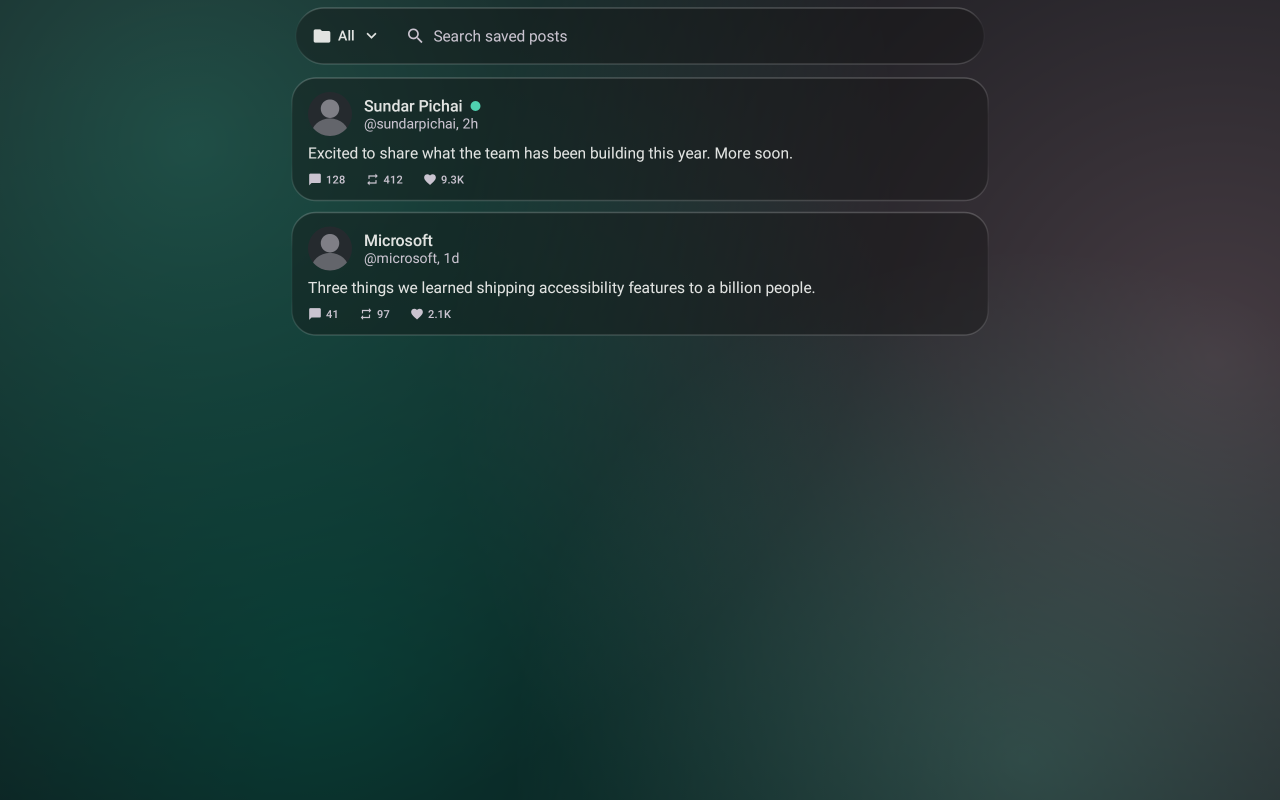 All
Search saved posts
Sundar Pichai
@sundarpichai, 2h
Excited to share what the team has been building this year. More soon.
128 412 9.3K
Microsoft
@microsoft, 1d
Three things we learned shipping accessibility features to a billion people.
41 97 2.1K